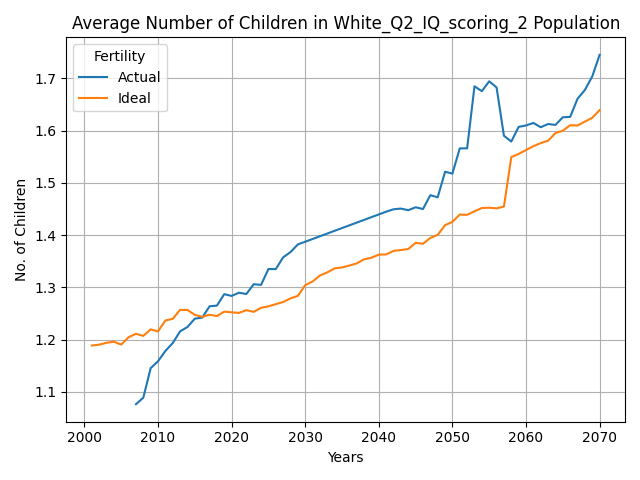 Average Number of Children in White_Q2_IQ_scoring_2 Population
Fertility
Actual
Ideal
No. of Children
1.7
1.6
1.5
1.4
1.3
1.2
1.1
2000 2010 2020 2030 2040 2050 2060 2070
Years